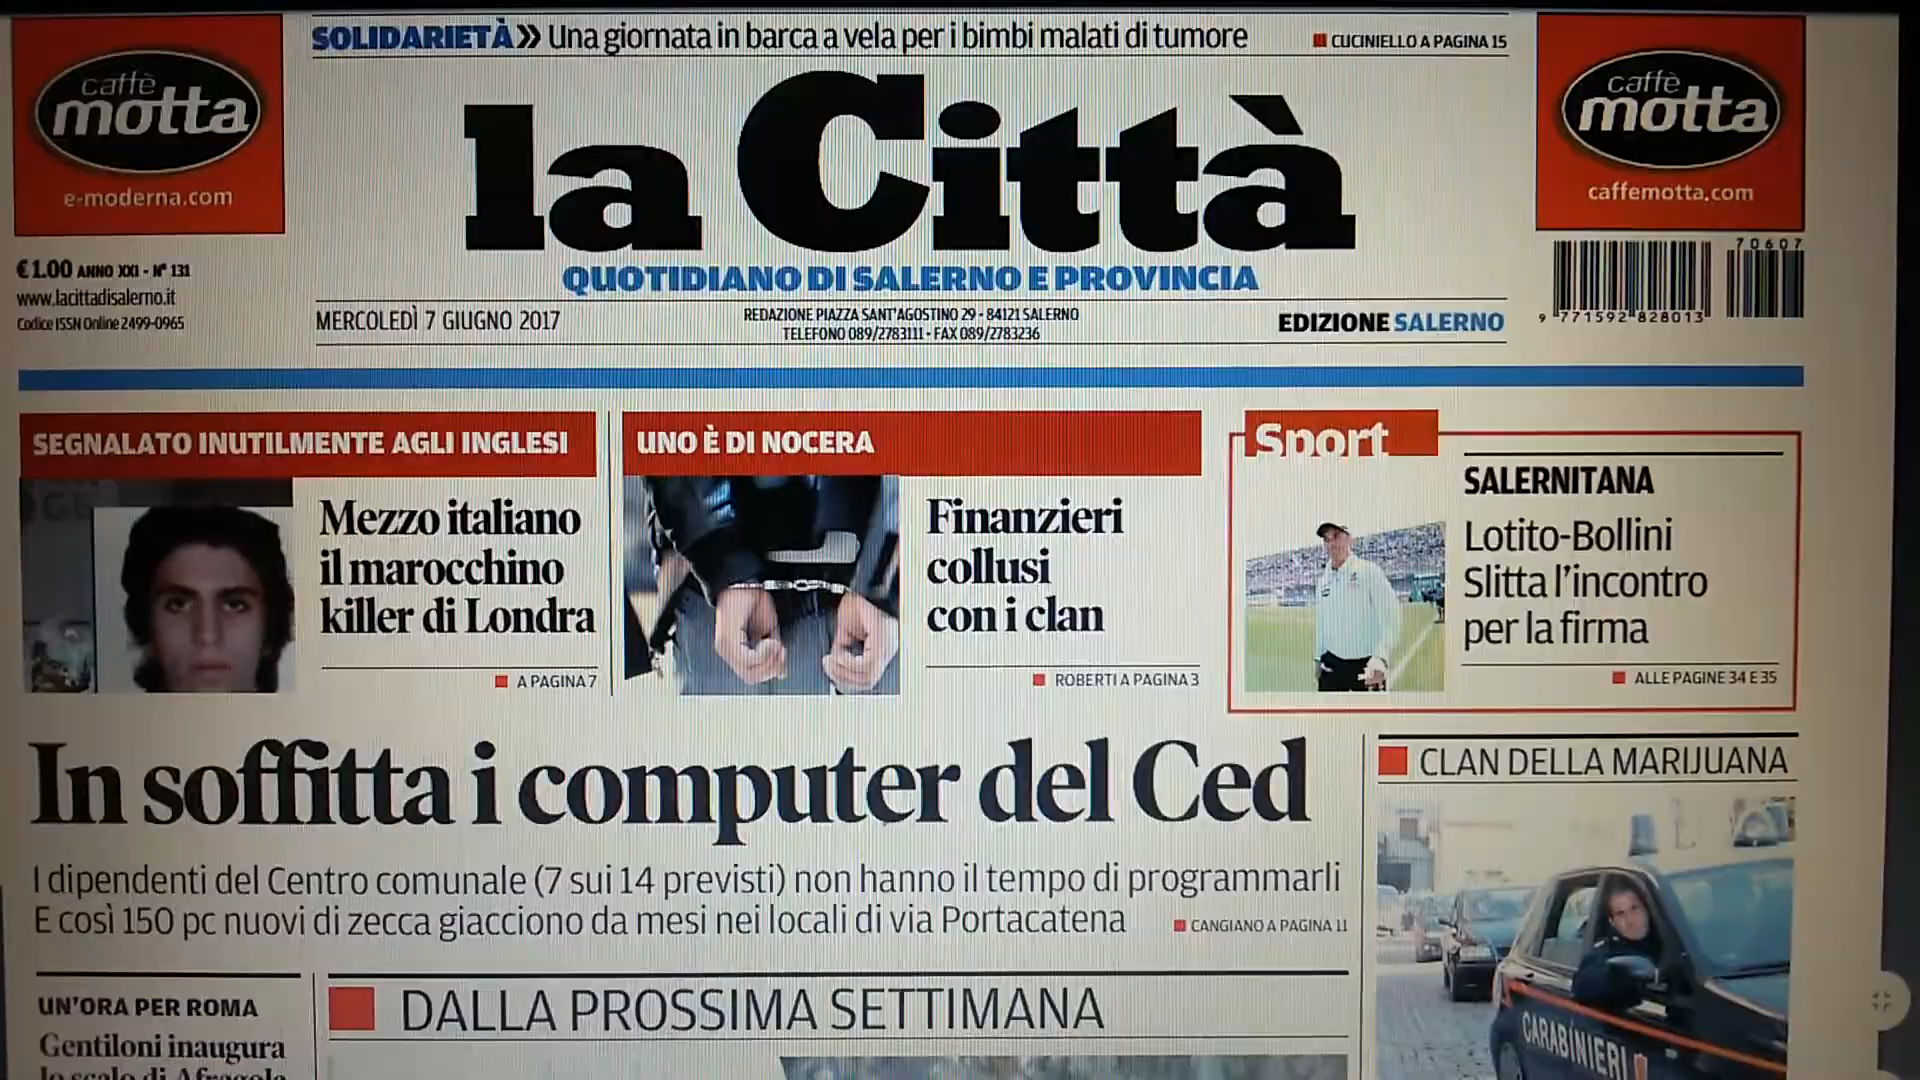 SOLIDARIETÀ» Una giornata in barca a vela per i bimbi malati di tumore
CUCINIELLO A PAGINA 15
caffè
motta
e-moderna.com
la Città
QUOTIDIANO DI SALERNO E PROVINCIA
caffè
motta
caffemotta.com
€ 1.00 ANNO XXI - N° 131
www.lacittadisalerno.it
Codice ISSN Online 2499-0965
MERCOLEDÌ 7 GIUGNO 2017
REDAZIONE PIAZZA SANT'AGOSTINO 29 - 84121 SALERNO
TELEFONO 089/2783111 - FAX 089/2783236
EDIZIONE SALERNO
70607
9 771592 828013
SEGNALATO INUTILMENTE AGLI INGLESI
Mezzo italiano
il marocchino
killer di Londra
A PAGINA 7
UNO È DI NOCERA
Finanzieri
collusi
con i clan
ROBERTI A PAGINA 3
Sport
SALERNITANA
Lotito-Bollini
Slitta l'incontro
per la firma
ALLE PAGINE 34 E 35
In soffitta i computer del Ced
I dipendenti del Centro comunale (7 sui 14 previsti) non hanno il tempo di programmarli
E così 150 pc nuovi di zecca giacciono da mesi nei locali di via Portacatena
CANGIANO A PAGINA 11
CLAN DELLA MARIJUANA
CARABINIERI
UN'ORA PER ROMA
Gentiloni inaugura
lo scalo di Afragola
DALLA PROSSIMA SETTIMANA